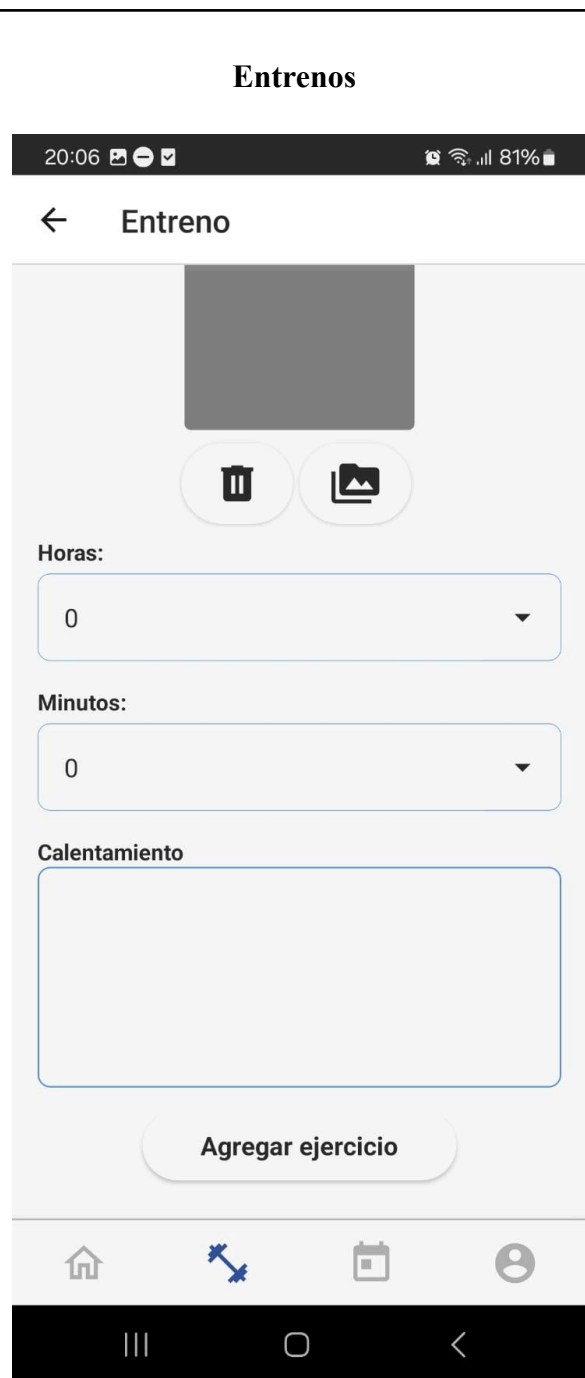 Entrenos
20:06 81%
Entreno
Horas:
0
Minutos:
0
Calentamiento
Agregar ejercicio